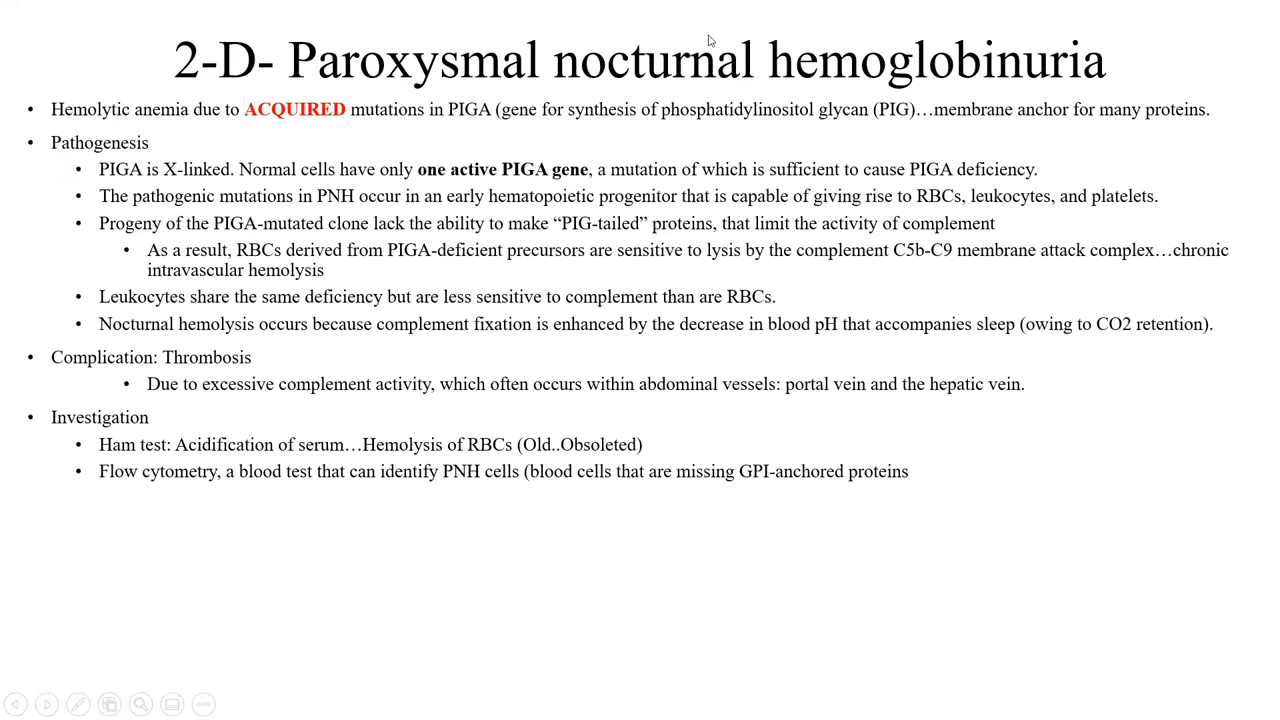 2-D- Paroxysmal nocturnal hemoglobinuria
• Hemolytic anemia due to ACQUIRED mutations in PIGA (gene for synthesis of phosphatidylinositol glycan (PIG)…membrane anchor for many proteins.
• Pathogenesis
• PIGA is X-linked. Normal cells have only one active PIGA gene, a mutation of which is sufficient to cause PIGA deficiency.
• The pathogenic mutations in PNH occur in an early hematopoietic progenitor that is capable of giving rise to RBCs, leukocytes, and platelets.
• Progeny of the PIGA-mutated clone lack the ability to make “PIG-tailed” proteins, that limit the activity of complement
• As a result, RBCs derived from PIGA-deficient precursors are sensitive to lysis by the complement C5b-C9 membrane attack complex…chronic
intravascular hemolysis
• Leukocytes share the same deficiency but are less sensitive to complement than are RBCs.
• Nocturnal hemolysis occurs because complement fixation is enhanced by the decrease in blood pH that accompanies sleep (owing to CO2 retention).
• Complication: Thrombosis
• Due to excessive complement activity, which often occurs within abdominal vessels: portal vein and the hepatic vein.
• Investigation
• Ham test: Acidification of serum…Hemolysis of RBCs (Old..Obsoleted)
• Flow cytometry, a blood test that can identify PNH cells (blood cells that are missing GPI-anchored proteins